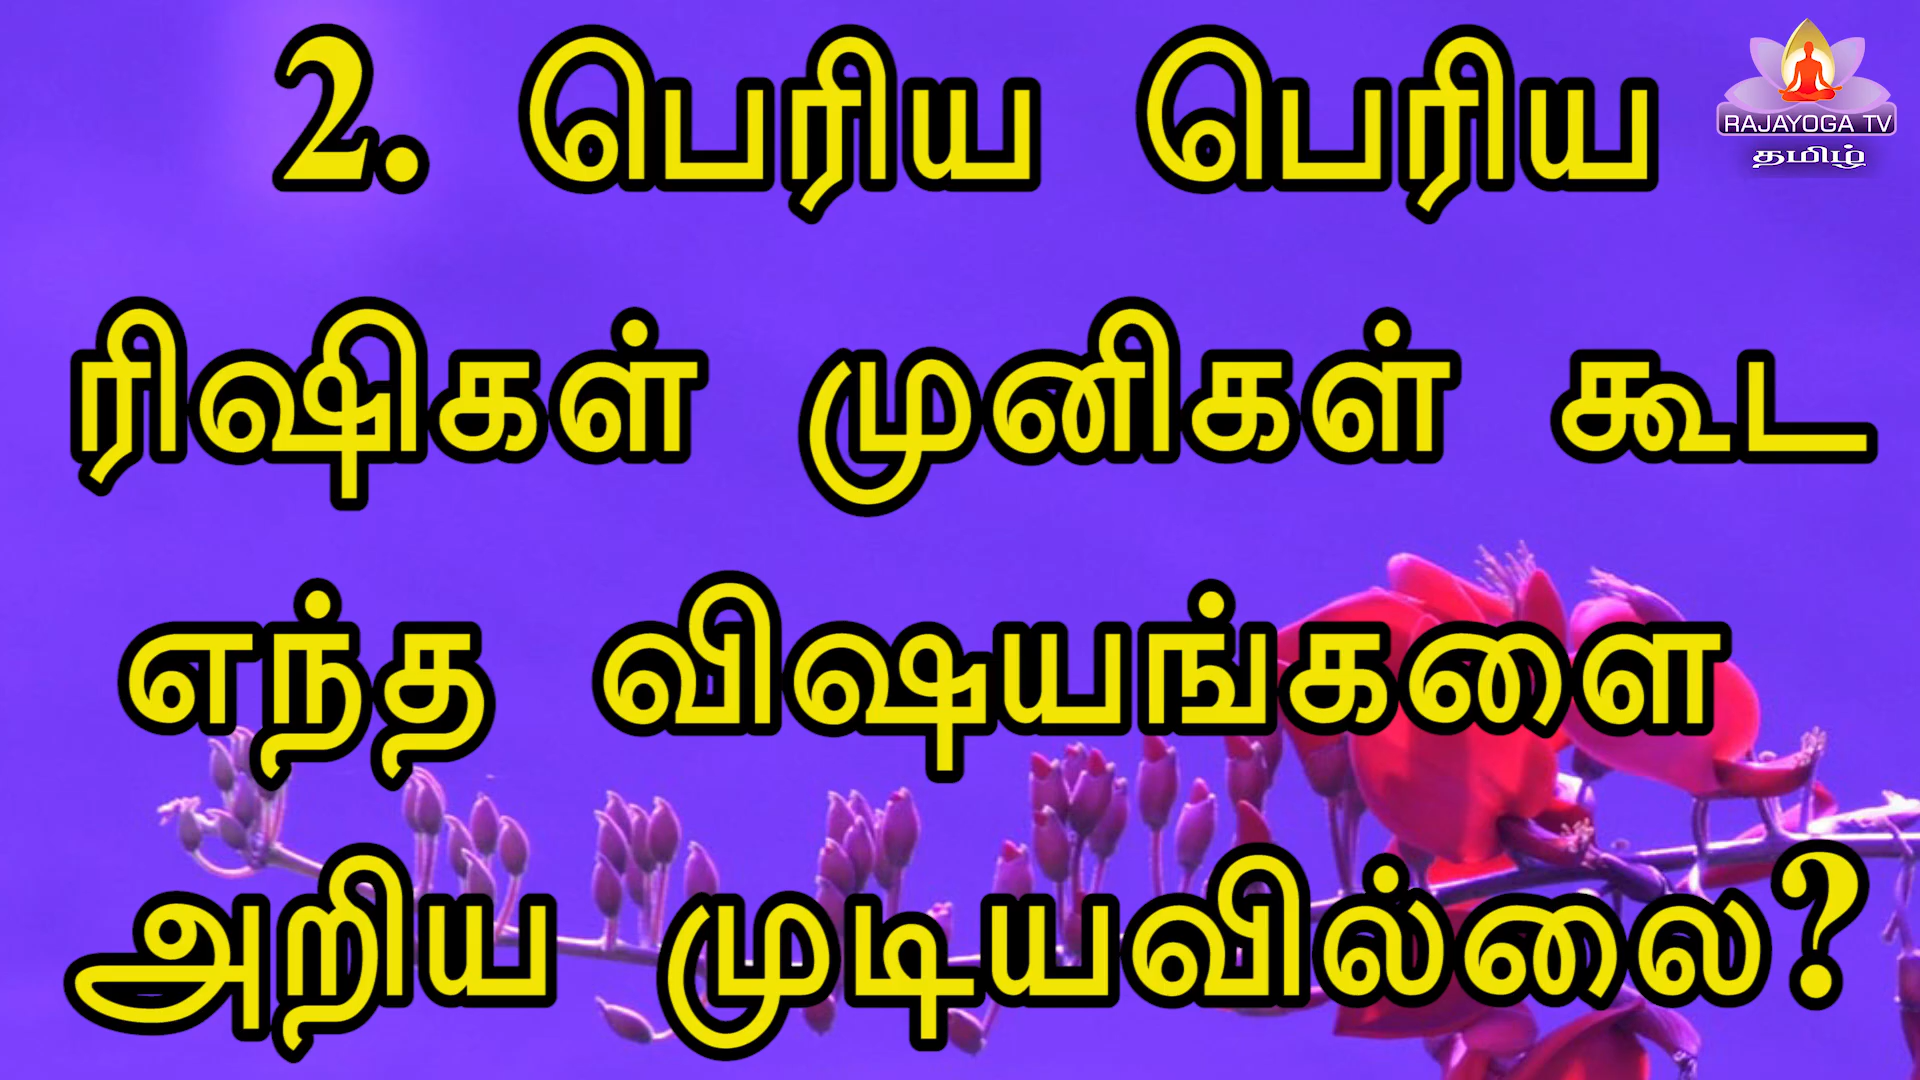 2. பெரிய பெரிய
ரிஷிகள் முனிகள் கூட
எந்த விஷயங்களை
அறிய முடியவில்லை?
RAJAYOGA TV
தமிழ்